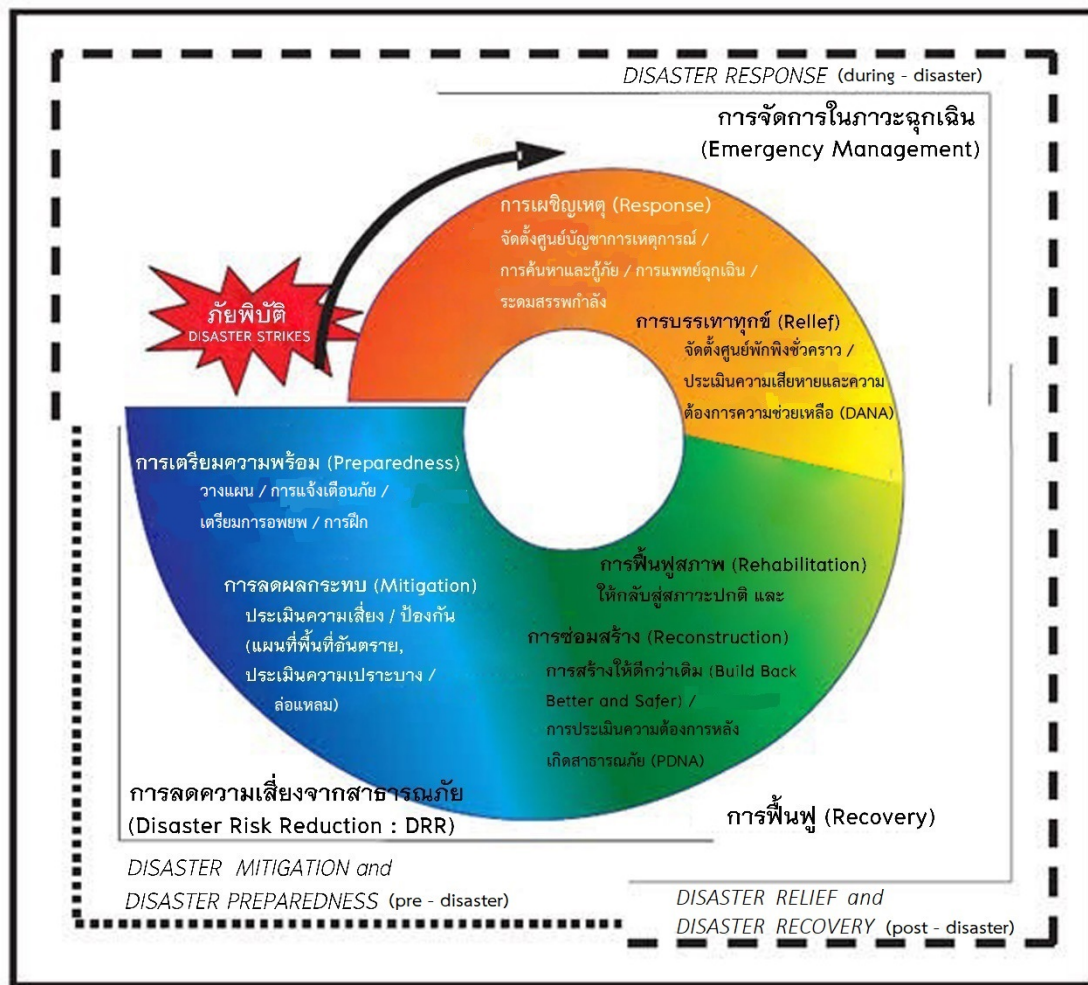 DISASTER RESPONSE (during - disaster)
การจัดการในภาวะฉุกเฉิน
(Emergency Management)
การเผชิญเหตุ (Response)
จัดตั้งศูนย์บัญชาการเหตุการณ์ /
การค้นหาและกู้ภัย / การแพทย์ฉุกเฉิน /
ระดมสรรพกำลัง
ภัยพิบัติ
DISASTER STRIKES
การบรรเทาทุกข์ (Rellef)
จัดตั้งศูนย์พักพิงชั่วคราว /
ประเมินความเสียหายและความ
ต้องการความช่วยเหลือ (DANA)
การเตรียมความพร้อม (Preparedness)
วางแผน / การแจ้งเตือนภัย /
เตรียมการอพยพ / การฝึก
การลดผลกระทบ (Mitigation)
ประเมินความเสี่ยง / ป้องกัน
(แผนที่พื้นที่อันตราย,
ประเมินความเปราะบาง /
ล่อแหลม)
การฟื้นฟูสภาพ (Rehabilitation)
ให้กลับสู่สภาวะปกติ และ
การซ่อมสร้าง (Reconstruction)
การสร้างให้ดีกว่าเดิม (Build Back
Better and Safer) /
การประเมินความต้องการหลัง
เกิดสาธารณภัย (PDNA)
การลดความเสี่ยงจากสาธารณภัย
(Disaster Risk Reduction : DRR)
การฟื้นฟู (Recovery)
DISASTER MITIGATION and
DISASTER PREPAREDNESS (pre - disaster)
DISASTER RELIEF and
DISASTER RECOVERY (post - disaster)